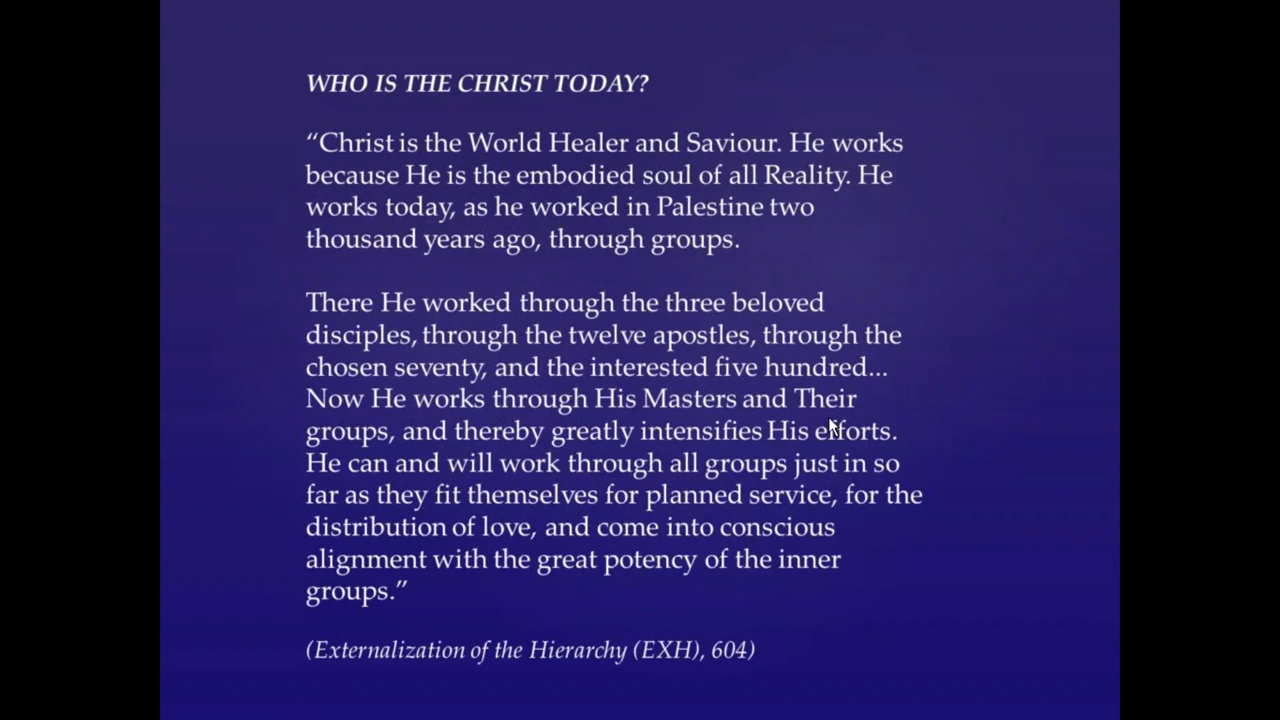 WHO IS THE CHRIST TODAY?
“Christ is the World Healer and Saviour. He works
because He is the embodied soul of all Reality. He
works today, as he worked in Palestine two
thousand years ago, through groups.
There He worked through the three beloved
disciples, through the twelve apostles, through the
chosen seventy, and the interested five hundred...
Now He works through His Masters and Their
groups, and thereby greatly intensifies His efforts.
He can and will work through all groups just in so
far as they fit themselves for planned service, for the
distribution of love, and come into conscious
alignment with the great potency of the inner
groups.”
(Externalization of the Hierarchy (EXH), 604)